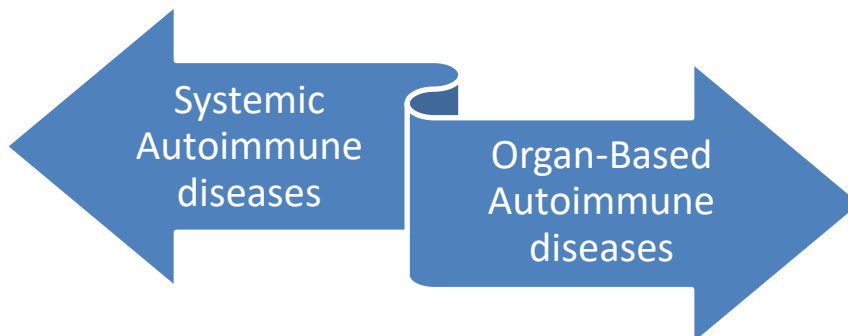 Systemic
Autoimmune
diseases
Organ-Based
Autoimmune
diseases